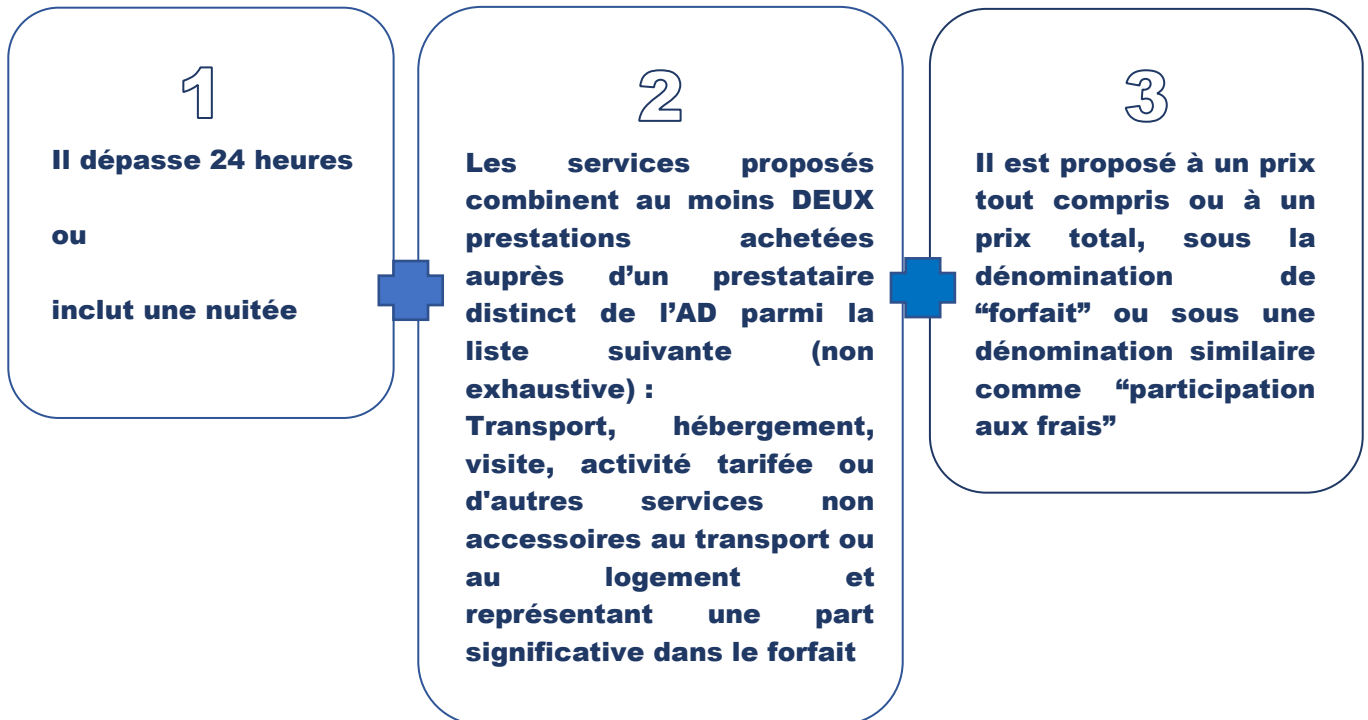 1
Il dépasse 24 heures
ou
inclut une nuitée
2
Les services proposés
combinent au moins DEUX
prestations achetées
auprès d’un prestataire
distinct de l’AD parmi la
liste suivante (non
exhaustive) :
Transport, hébergement,
visite, activité tarifée ou
d'autres services non
accessoires au transport ou
au logement et
représentant une part
significative dans le forfait
3
Il est proposé à un prix
tout compris ou à un
prix total, sous la
dénomination de
“forfait” ou sous une
dénomination similaire
comme “participation
aux frais”